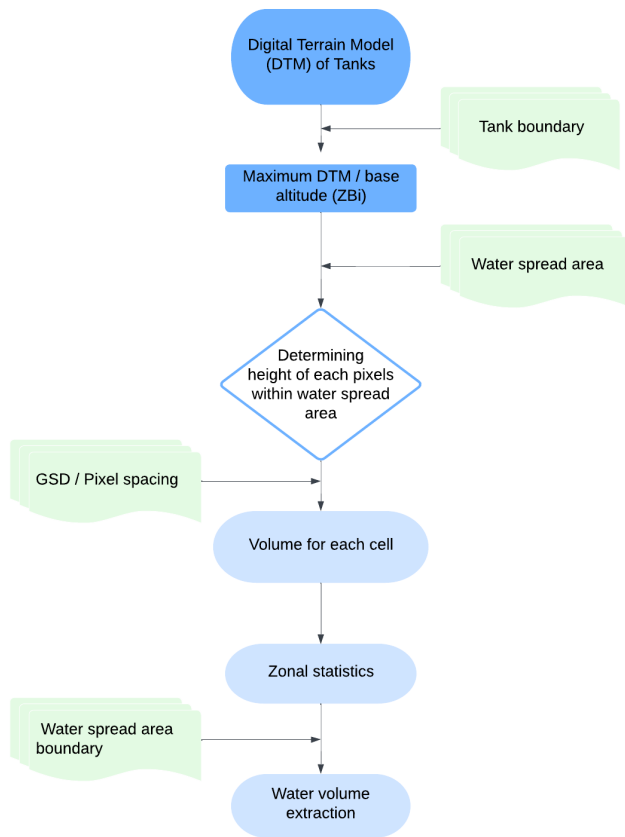 Digital Terrain Model
(DTM) of Tanks
Tank boundary
Maximum DTM / base
altitude (ZBi)
Water spread area
Determining
height of each pixels
within water spread
area
GSD / Pixel spacing
Volume for each cell
Zonal statistics
Water spread area
boundary
Water volume
extraction